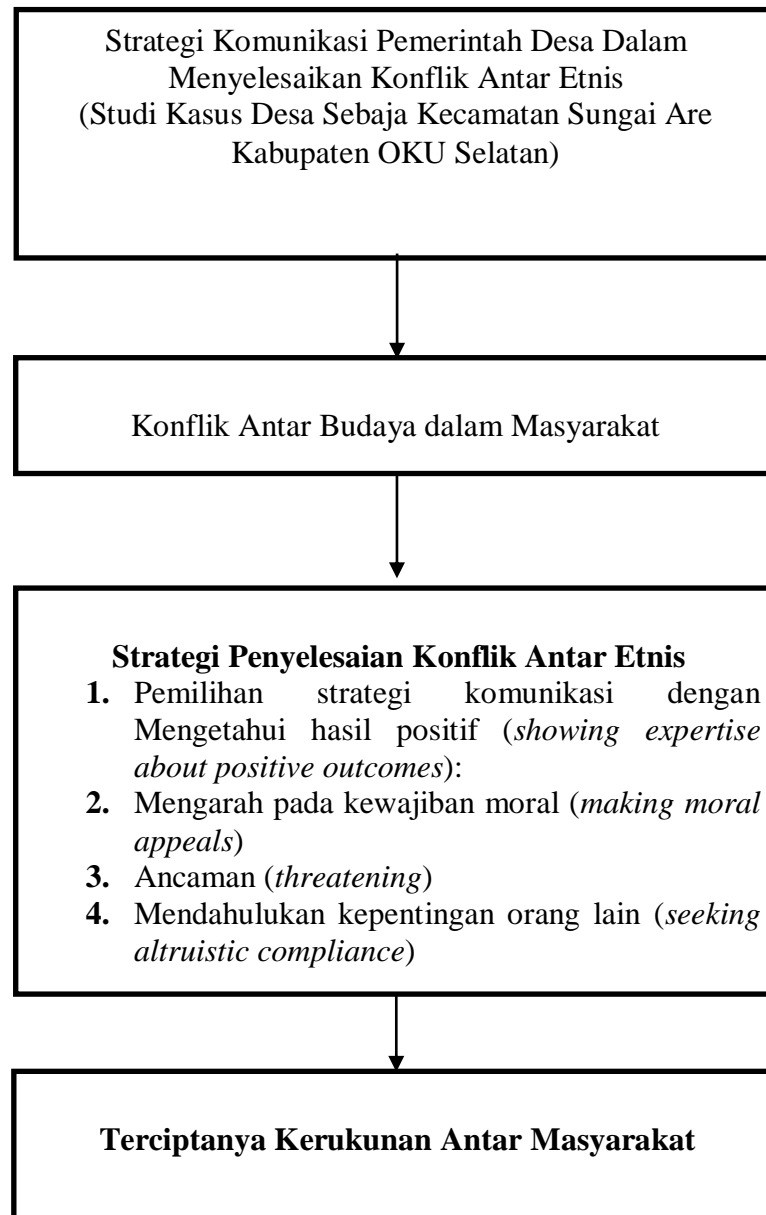 Strategi Komunikasi Pemerintah Desa Dalam
Menyelesaikan Konflik Antar Etnis
(Studi Kasus Desa Sebaja Kecamatan Sungai Are
Kabupaten OKU Selatan)
Konflik Antar Budaya dalam Masyarakat
Strategi Penyelesaian Konflik Antar Etnis
1. Pemilihan strategi komunikasi dengan
Mengetahui hasil positif (showing expertise
about positive outcomes):
2. Mengarah pada kewajiban moral (making moral
appeals)
3. Ancaman (threatening)
4. Mendahulukan kepentingan orang lain (seeking
altruistic compliance)
Terciptanya Kerukunan Antar Masyarakat